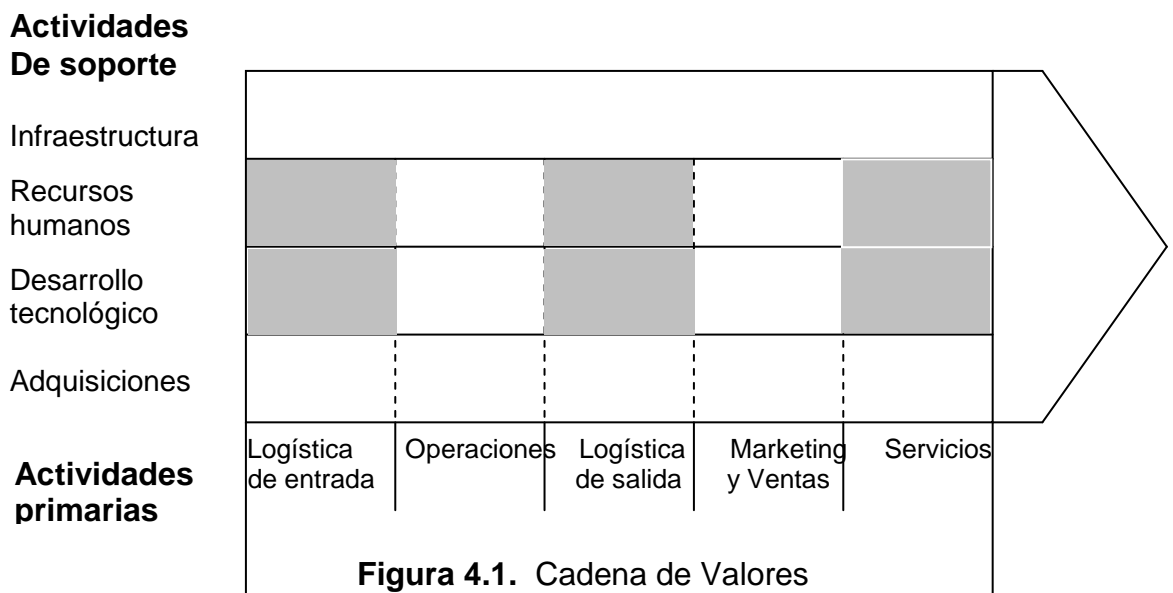 Actividades
De soporte
Infraestructura
Recursos
humanos
Desarrollo
tecnológico
Adquisiciones
Actividades
primarias
Logística
de entrada
Operaciones
Logística
de salida
Marketing
y Ventas
Servicios
Figura 4.1. Cadena de Valores